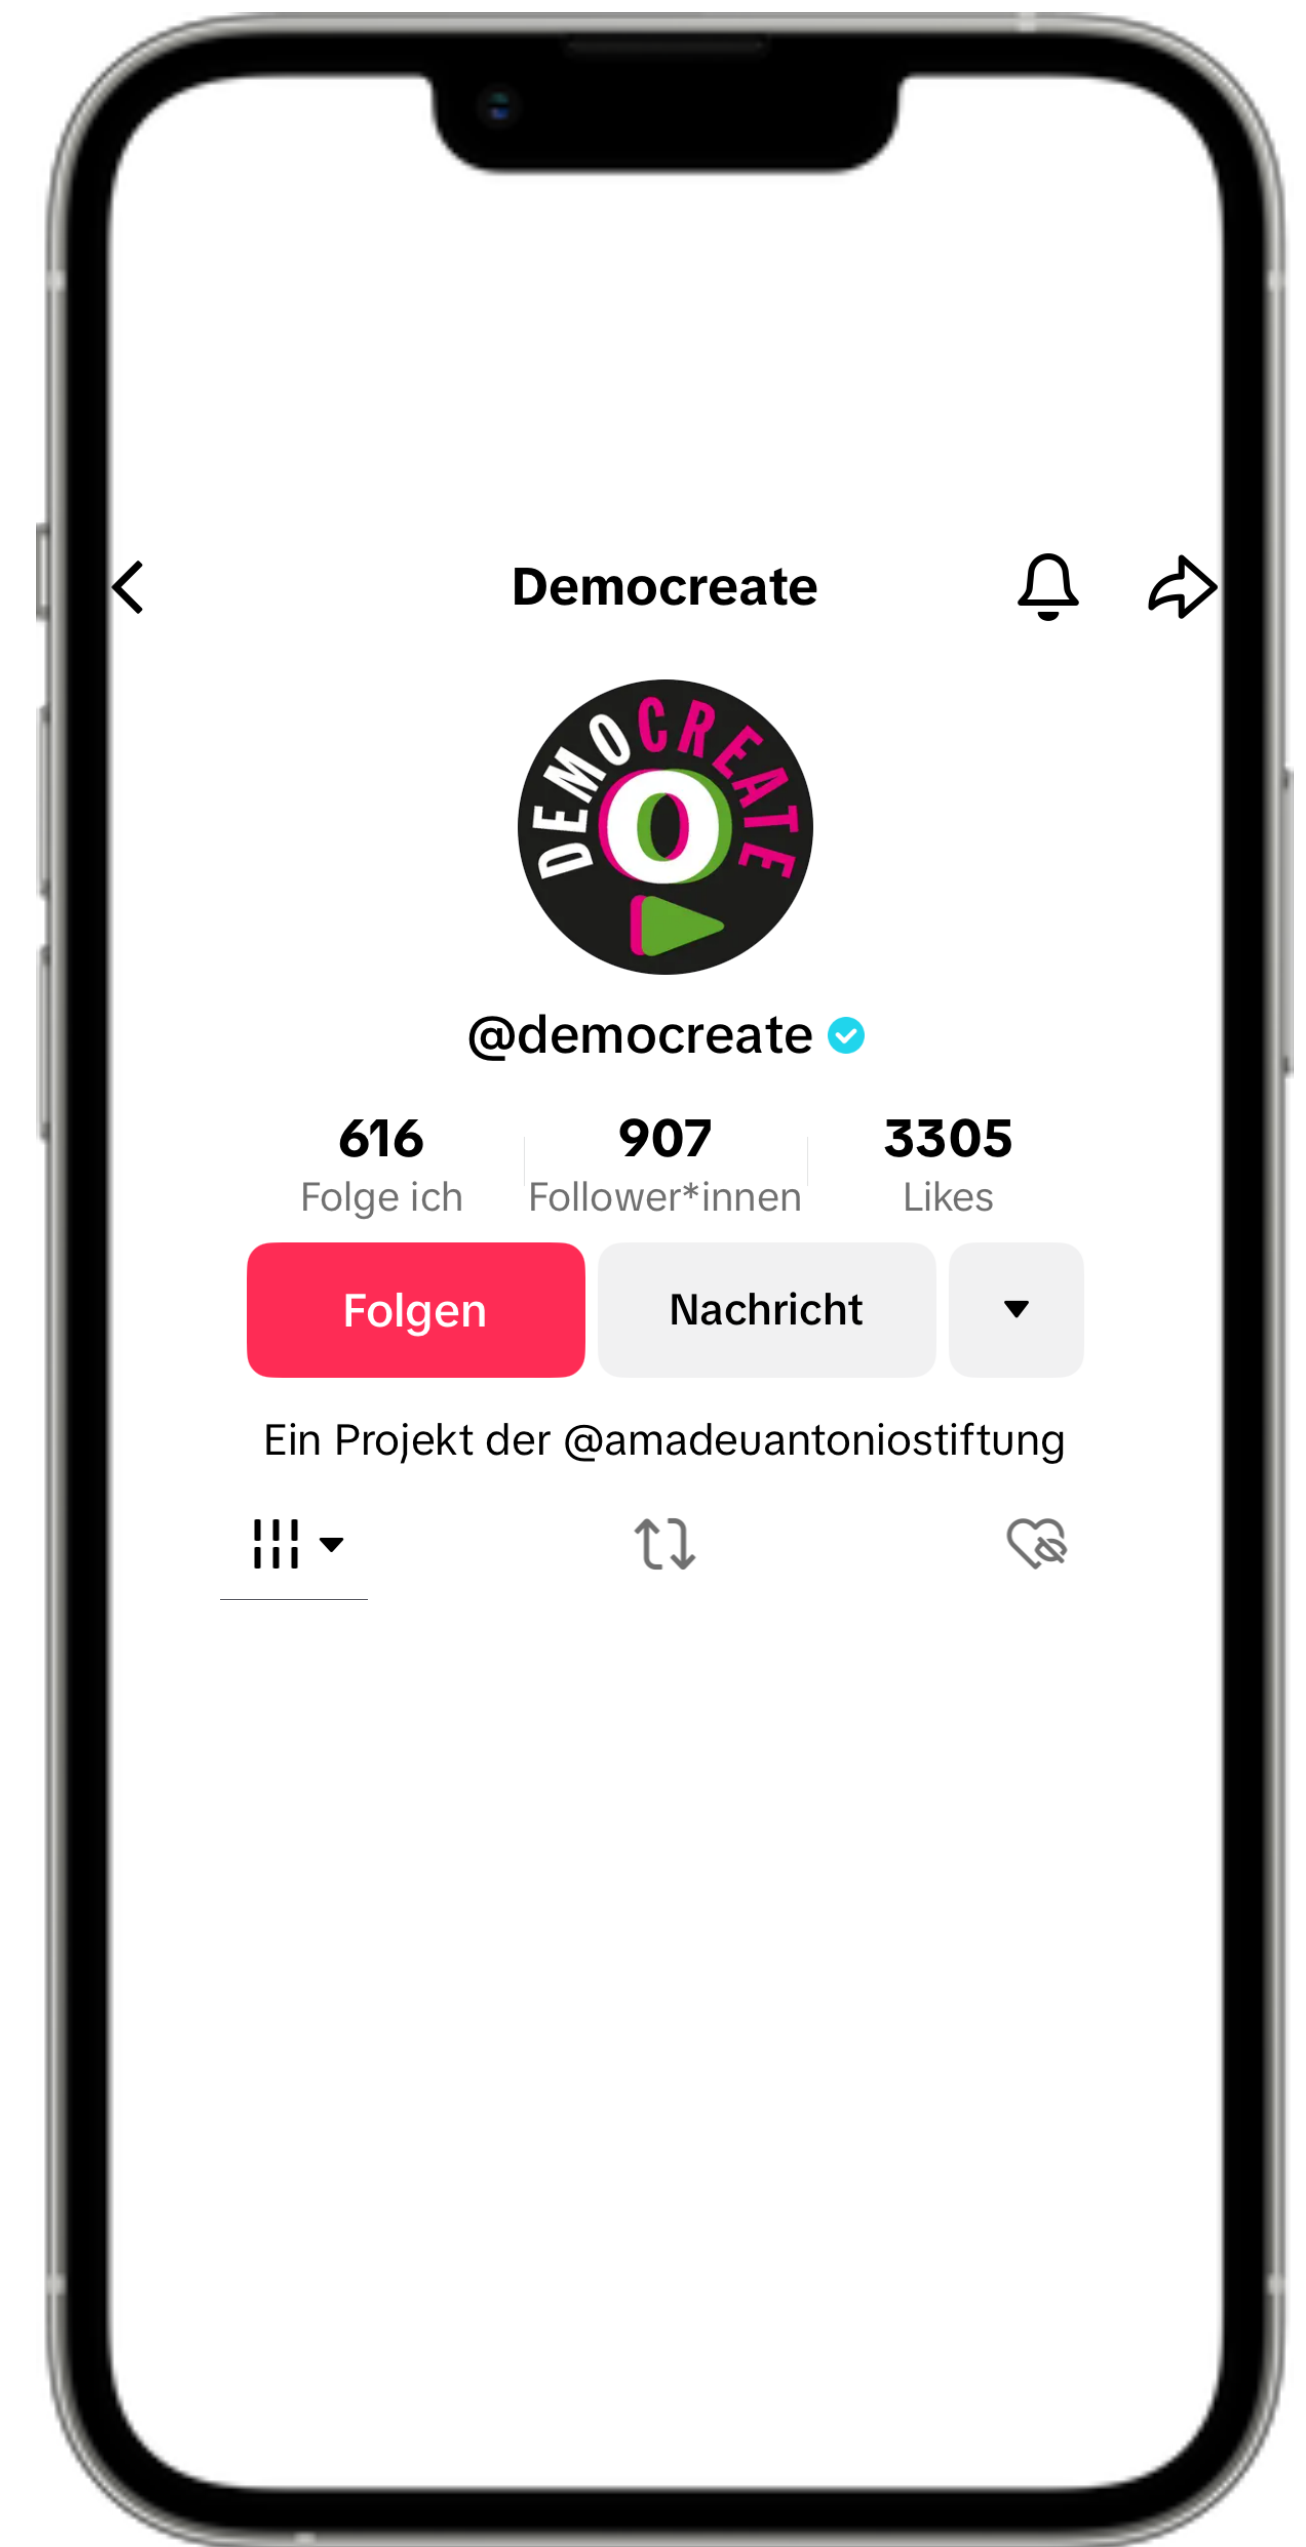 Democreate
DEMOCREATE
@democreate
616 907 3305
Folge ich Follower*innen Likes
Folgen Nachricht
Ein Projekt der @amadeuantoniostiftung